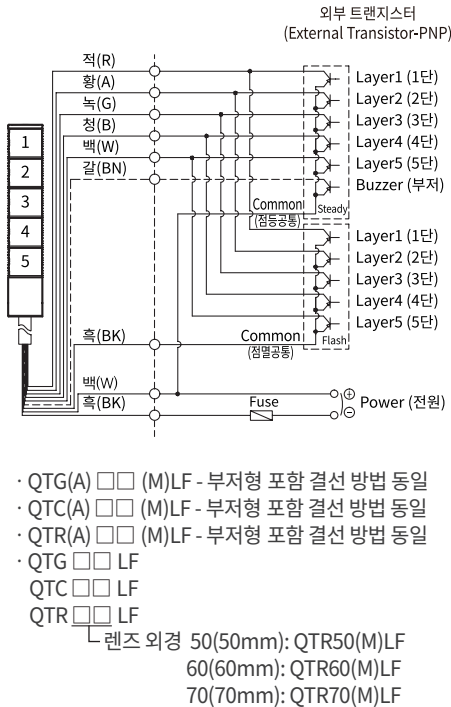 외부 트랜지스터
(External Transistor-PNP)
적(R)
황(A)
녹(G)
청(B)
백(W)
갈(BN)
Layer1 (1단)
Layer2 (2단)
Layer3 (3단)
Layer4 (4단)
Layer5 (5단)
Buzzer (부저)
1
2
3
4
5
Common
(점등공통)
Steady
Layer1 (1단)
Layer2 (2단)
Layer3 (3단)
Layer4 (4단)
Layer5 (5단)
흑(BK)
Common
(점멸공통)
Flash
백(W)
흑(BK)
Fuse
⊕
⊖
Power (전원)
· QTG(A) □□ (M)LF - 부저형 포함 결선 방법 동일
· QTC(A) □□ (M)LF - 부저형 포함 결선 방법 동일
· QTR(A) □□ (M)LF - 부저형 포함 결선 방법 동일
· QTG □□ LF
QTC □□ LF
QTR □□ LF
렌즈 외경 50(50mm): QTR50(M)LF
60(60mm): QTR60(M)LF
70(70mm): QTR70(M)LF